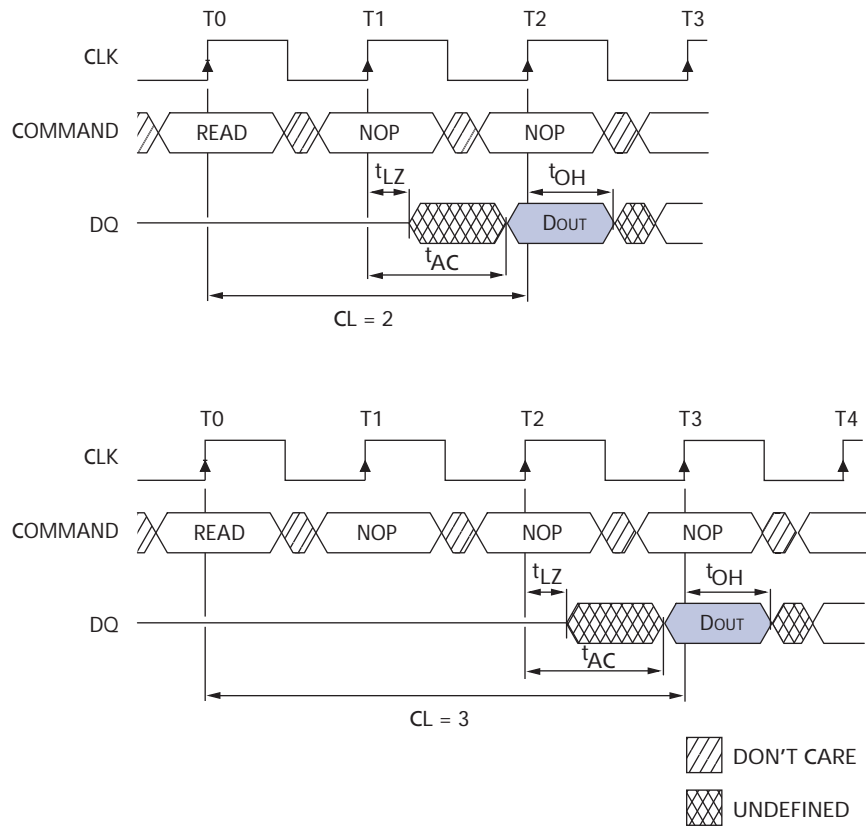 T0 T1 T2 T3
CLK
COMMAND READ NOP NOP
tLZ tOH
DQ DOUT
tAC
CL = 2
T0 T1 T2 T3 T4
CLK
COMMAND READ NOP NOP NOP
tLZ tOH
DQ DOUT
tAC
CL = 3
DON'T CARE
UNDEFINED